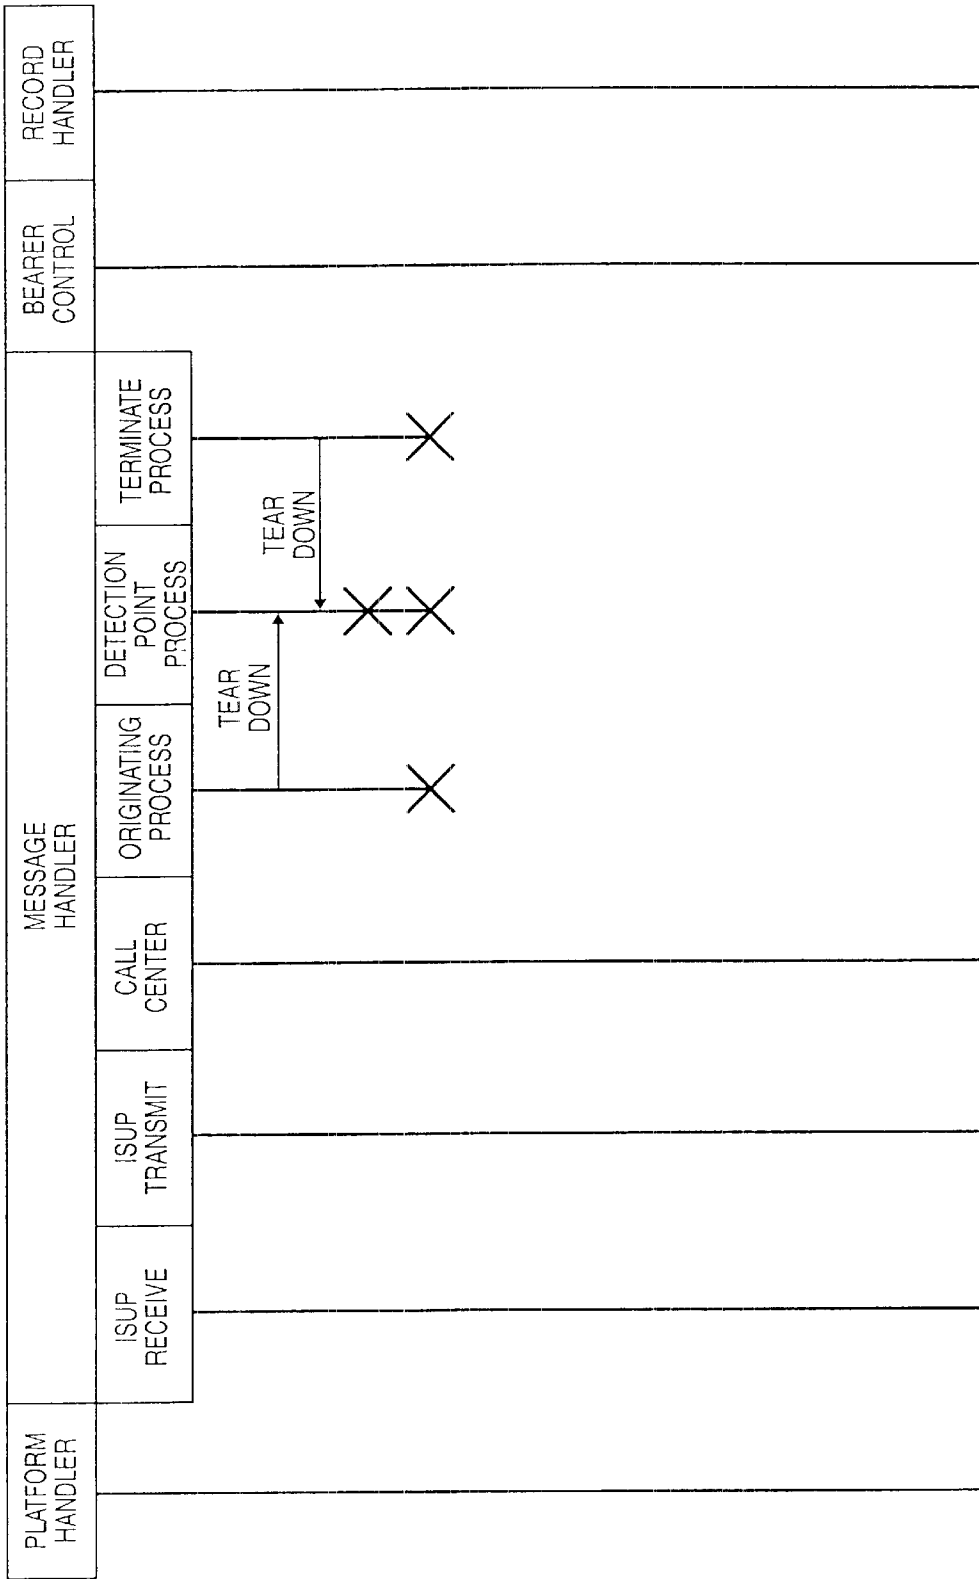 PLATFORM
HANDLER
MESSAGE
HANDLER
BEARER
CONTROL
RECORD
HANDLER
ISUP
RECEIVE
ISUP
TRANSMIT
CALL
CENTER
ORIGINATING
PROCESS
DETECTION
POINT
PROCESS
TERMINATE
PROCESS
TEAR
DOWN
TEAR
DOWN